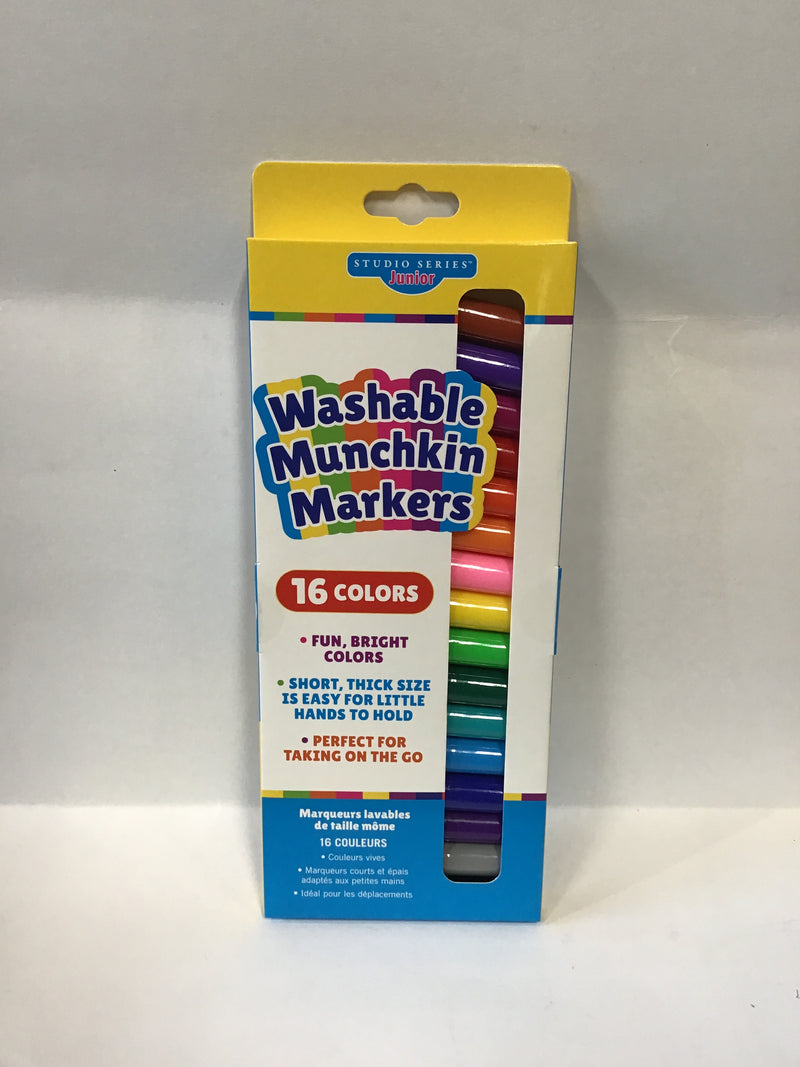 STUDIO SERIES™
Junior
Washable
Munchkin
Markers
16 COLORS
• FUN, BRIGHT
COLORS
• SHORT, THICK SIZE
IS EASY FOR LITTLE
HANDS TO HOLD
• PERFECT FOR
TAKING ON THE GO
Marqueurs lavables
de taille môme
16 COULEURS
• Couleurs vives
• Marqueurs courts et épais
adaptés aux petites mains
• Idéal pour les déplacements